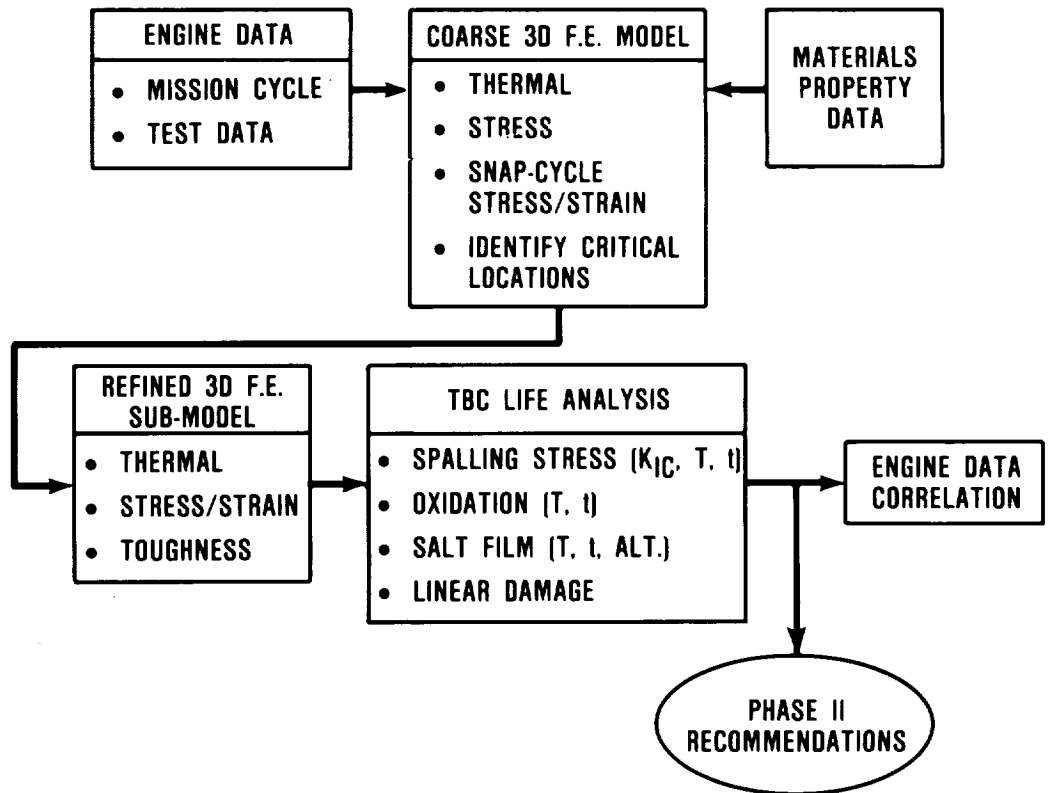 ENGINE DATA
• MISSION CYCLE
• TEST DATA
COARSE 3D F.E. MODEL
• THERMAL
• STRESS
• SNAP-CYCLE
STRESS/STRAIN
• IDENTIFY CRITICAL
LOCATIONS
MATERIALS
PROPERTY
DATA
REFINED 3D F.E.
SUB-MODEL
• THERMAL
• STRESS/STRAIN
• TOUGHNESS
TBC LIFE ANALYSIS
• SPALLING STRESS (KIC, T, t)
• OXIDATION (T, t)
• SALT FILM (T, t, ALT.)
• LINEAR DAMAGE
ENGINE DATA
CORRELATION
PHASE II
RECOMMENDATIONS